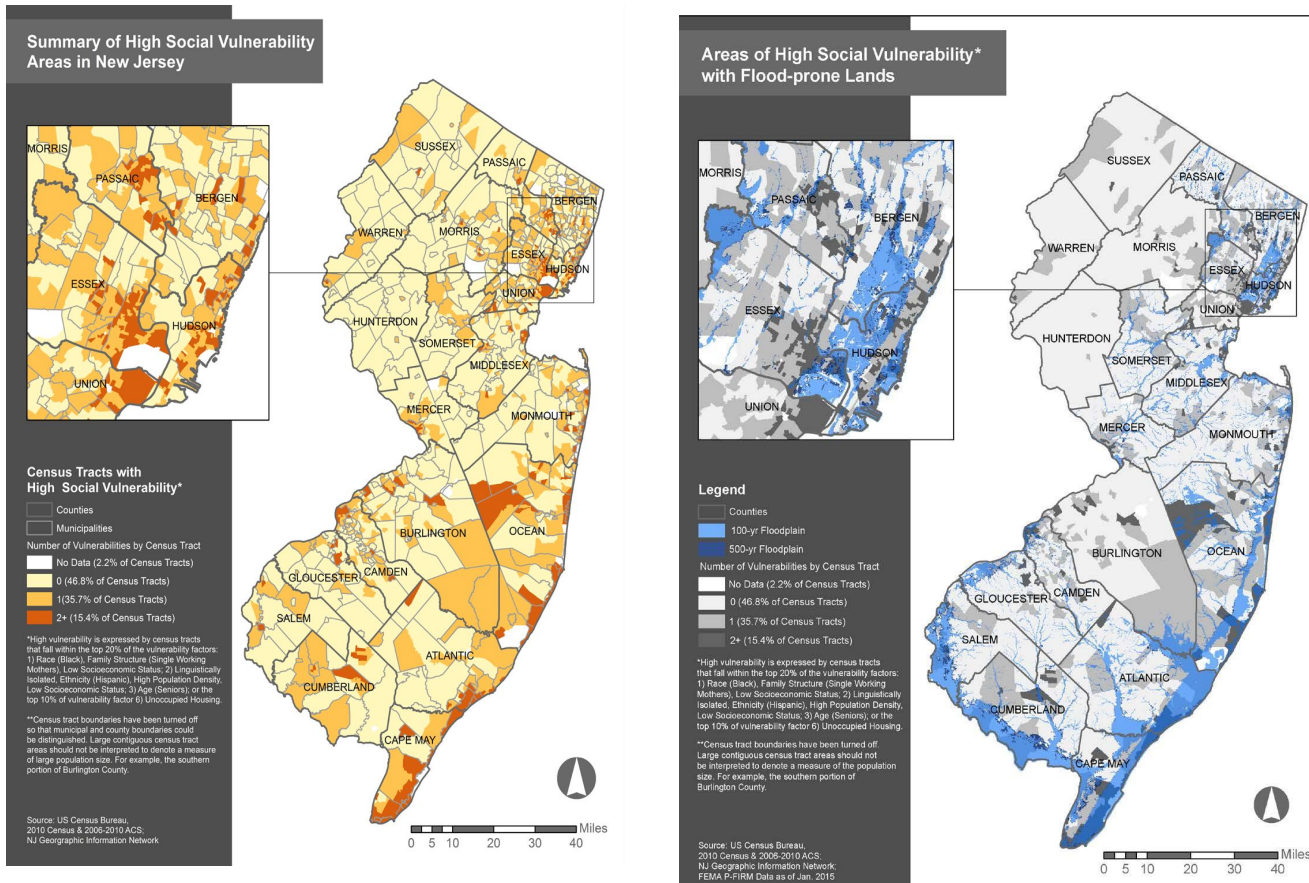 Summary of High Social Vulnerability
Areas in New Jersey
MORRIS
PASSAIC
BERGEN
ESSEX
HUDSON
UNION
SUSSEX
PASSAIC
BERGEN
WARREN
MORRIS
ESSEX
HUDSON
UNION
HUNTERDON
SOMERSET
MIDDLESEX
MERCER
MONMOUTH
OCEAN
BURLINGTON
GLOUCESTER
CAMDEN
SALEM
ATLANTIC
CUMBERLAND
CAPE MAY
Census Tracts with
High Social Vulnerability*
Counties
Municipalities
Number of Vulnerabilities by Census Tract
No Data (2.2% of Census Tracts)
0 (46.8% of Census Tracts)
1(35.7% of Census Tracts)
2+ (15.4% of Census Tracts)
*High vulnerability is expressed by census tracts
that fall within the top 20% of the vulnerability factors:
1) Race (Black), Family Structure (Single Working
Mothers), Low Socioeconomic Status; 2) Linguistically
Isolated, Ethnicity (Hispanic), High Population Density,
Low Socioeconomic Status; 3) Age (Seniors); or the
top 10% of vulnerability factor 6) Unoccupied Housing.
**Census tract boundaries have been turned off
so that municipal and county boundaries could
be distinguished. Large contiguous census tract
areas should not be interpreted to denote a measure
of large population size. For example, the southern
portion of Burlington County.
Source: US Census Bureau,
2010 Census & 2006-2010 ACS;
NJ Georgraphic Information Network
Miles
0 5 10 20 30 40
Areas of High Social Vulnerability*
with Flood-prone Lands
MORRIS
PASSAIC
BERGEN
ESSEX
HUDSON
UNION
SUSSEX
PASSAIC
BERGEN
WARREN
MORRIS
ESSEX
HUDSON
UNION
HUNTERDON
SOMERSET
MIDDLESEX
MERCER
MONMOUTH
OCEAN
BURLINGTON
GLOUCESTER
CAMDEN
SALEM
ATLANTIC
CUMBERLAND
CAPE MAY
Legend
Counties
100-yr Floodplain
500-yr Floodplain
Number of Vulnerabilities by Census Tract
No Data (2.2% of Census Tracts)
0 (46.8% of Census Tracts)
1 (35.7% of Census Tracts)
2+ (15.4% of Census Tracts)
*High vulnerability is expressed by census tracts
that fall within the top 20% of the vulnerability factors:
1) Race (Black), Family Structure (Single Working
Mothers), Low Socioeconomic Status; 2) Linguistically
Isolated, Ethnicity (Hispanic), High Population Density,
Low Socioeconomic Status; 3) Age (Seniors); or the
top 10% of vulnerability factor 6) Unoccupied Housing.
**Census tract boundaries have been turned off.
Large contiguous census tract areas should not
be interpreted to denote a measure of the population
size. For example, the southern portion of
Burlington County.
Source: US Census Bureau,
2010 Census & 2006-2010 ACS;
NJ Geographic Information Network;
FEMA P-FIRM Data as of Jan. 2015
Miles
0 5 10 20 30 40